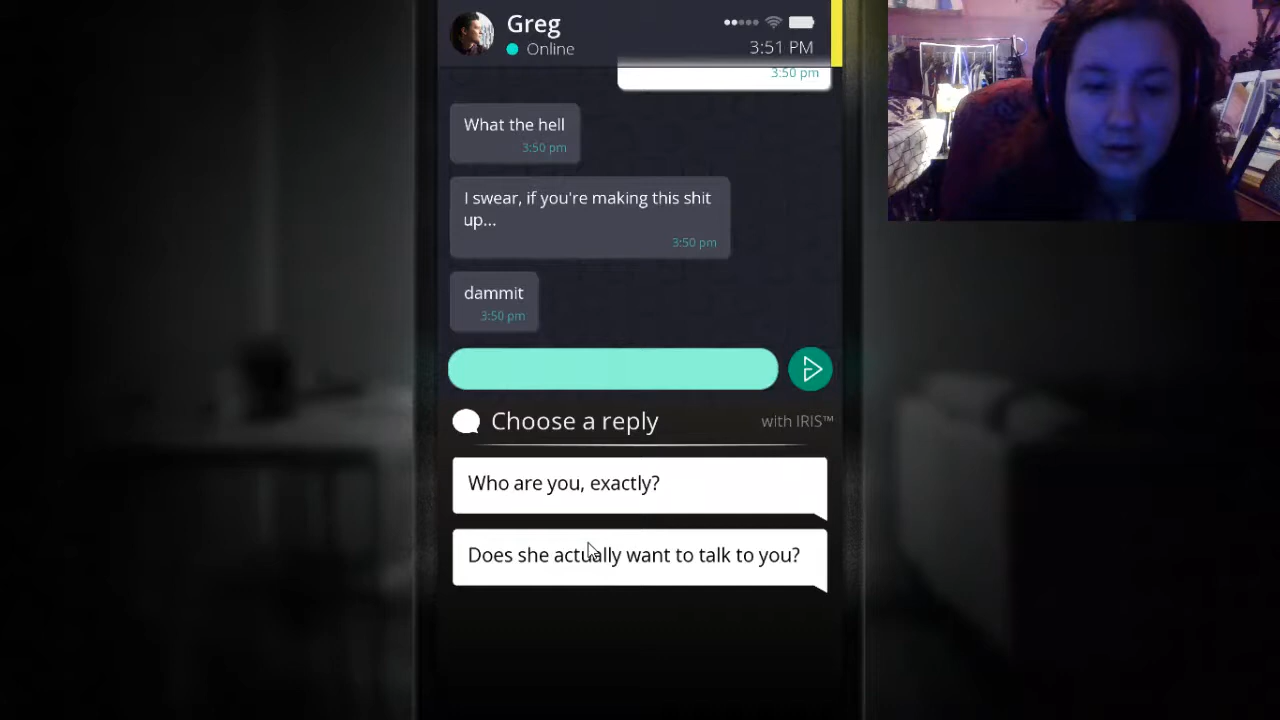 Greg
Online
3:51 PM
3:50 pm
What the hell
3:50 pm
I swear, if you're making this shit
up...
3:50 pm
dammit
3:50 pm
Choose a reply
with IRIS™
Who are you, exactly?
Does she actually want to talk to you?